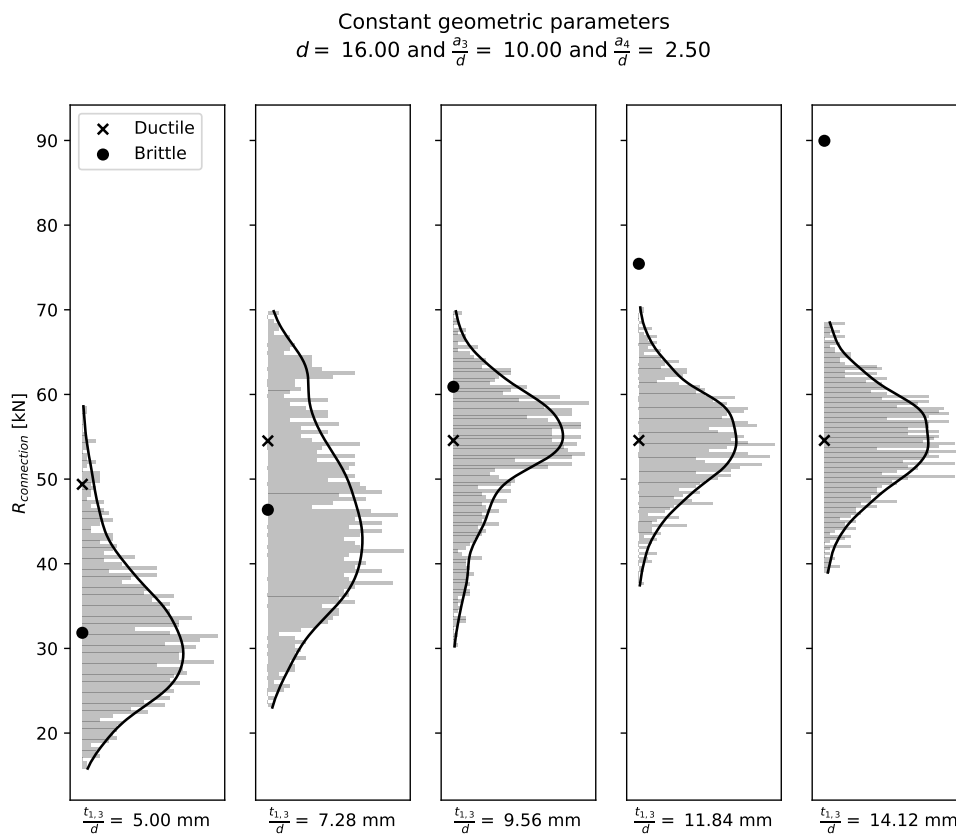 Constant geometric parameters
d = 16.00 and a₃/d = 10.00 and a₄/d = 2.50
Ductile
Brittle
R_connection [kN]
90
80
70
60
50
40
30
20
t₁,₃/d = 5.00 mm
t₁,₃/d = 7.28 mm
t₁,₃/d = 9.56 mm
t₁,₃/d = 11.84 mm
t₁,₃/d = 14.12 mm